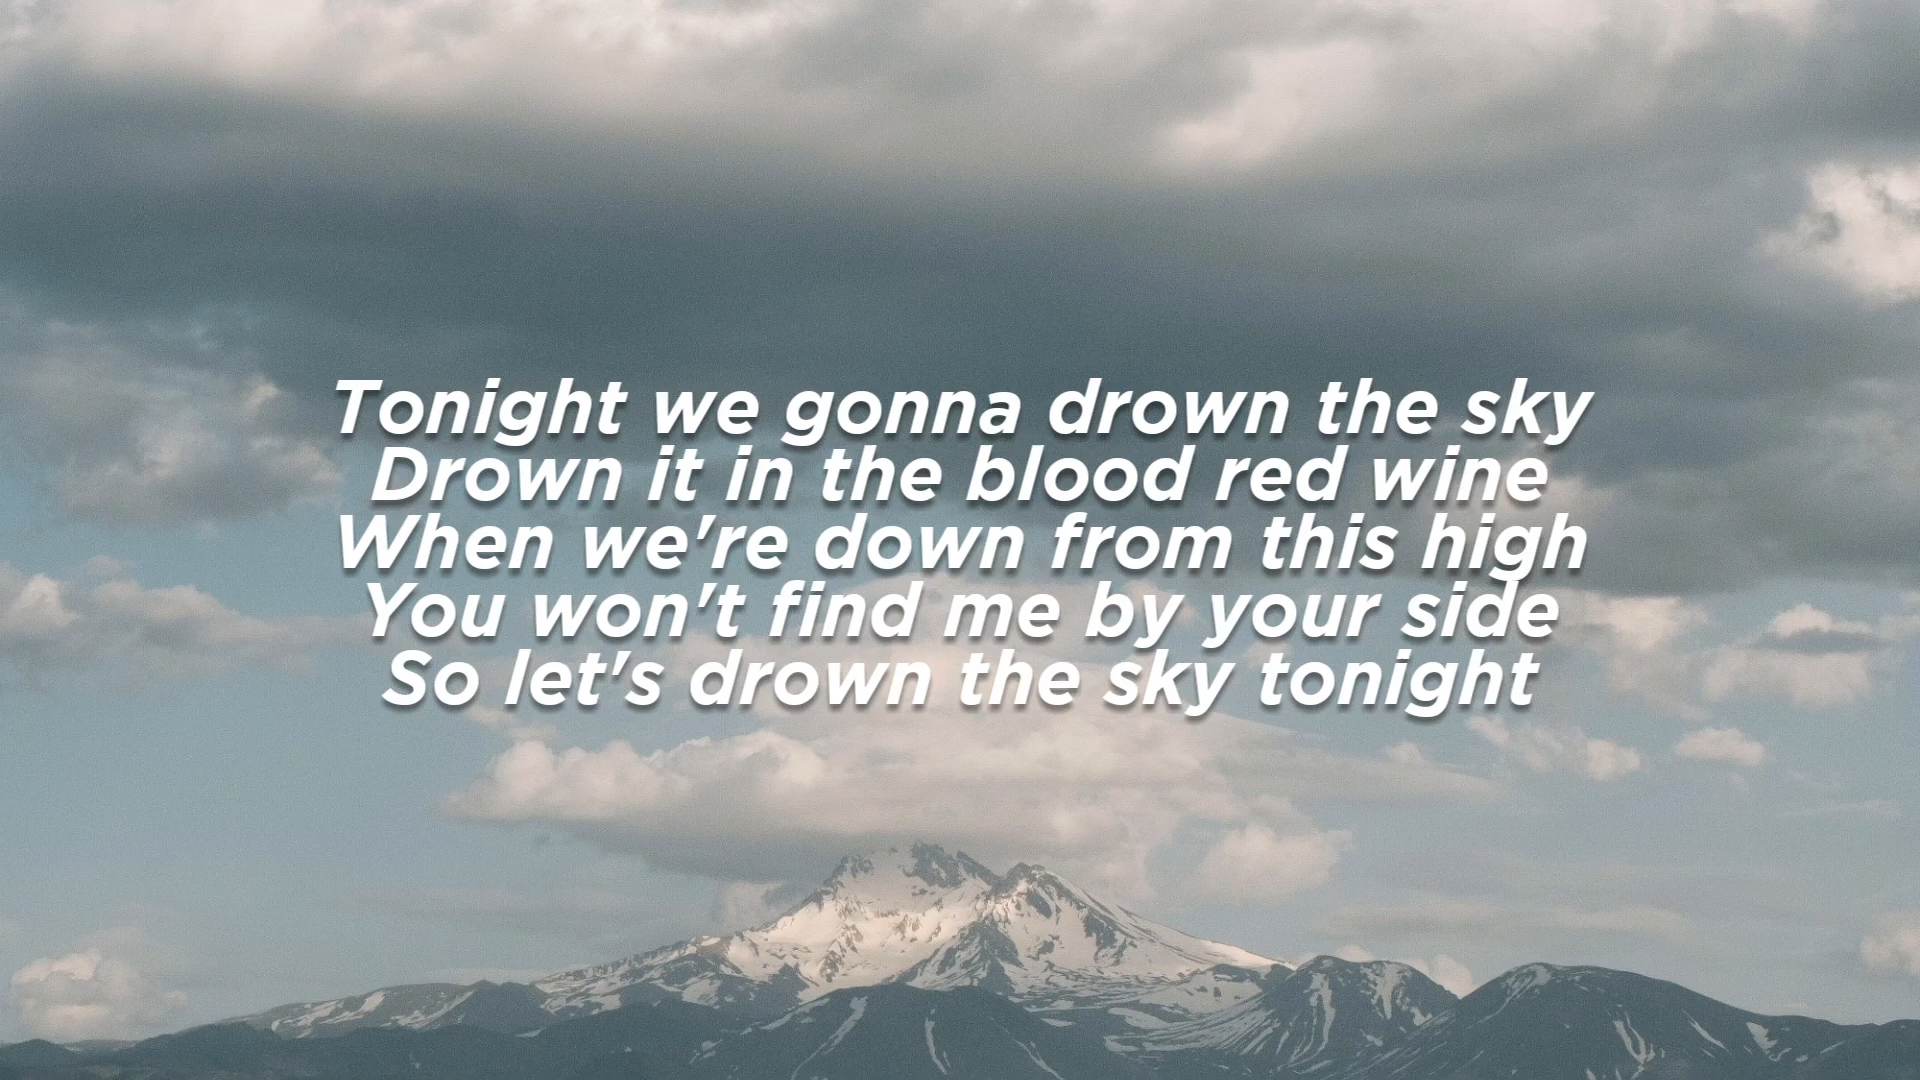 Tonight we gonna drown the sky
Drown it in the blood red wine
When we're down from this high
You won't find me by your side
So let's drown the sky tonight